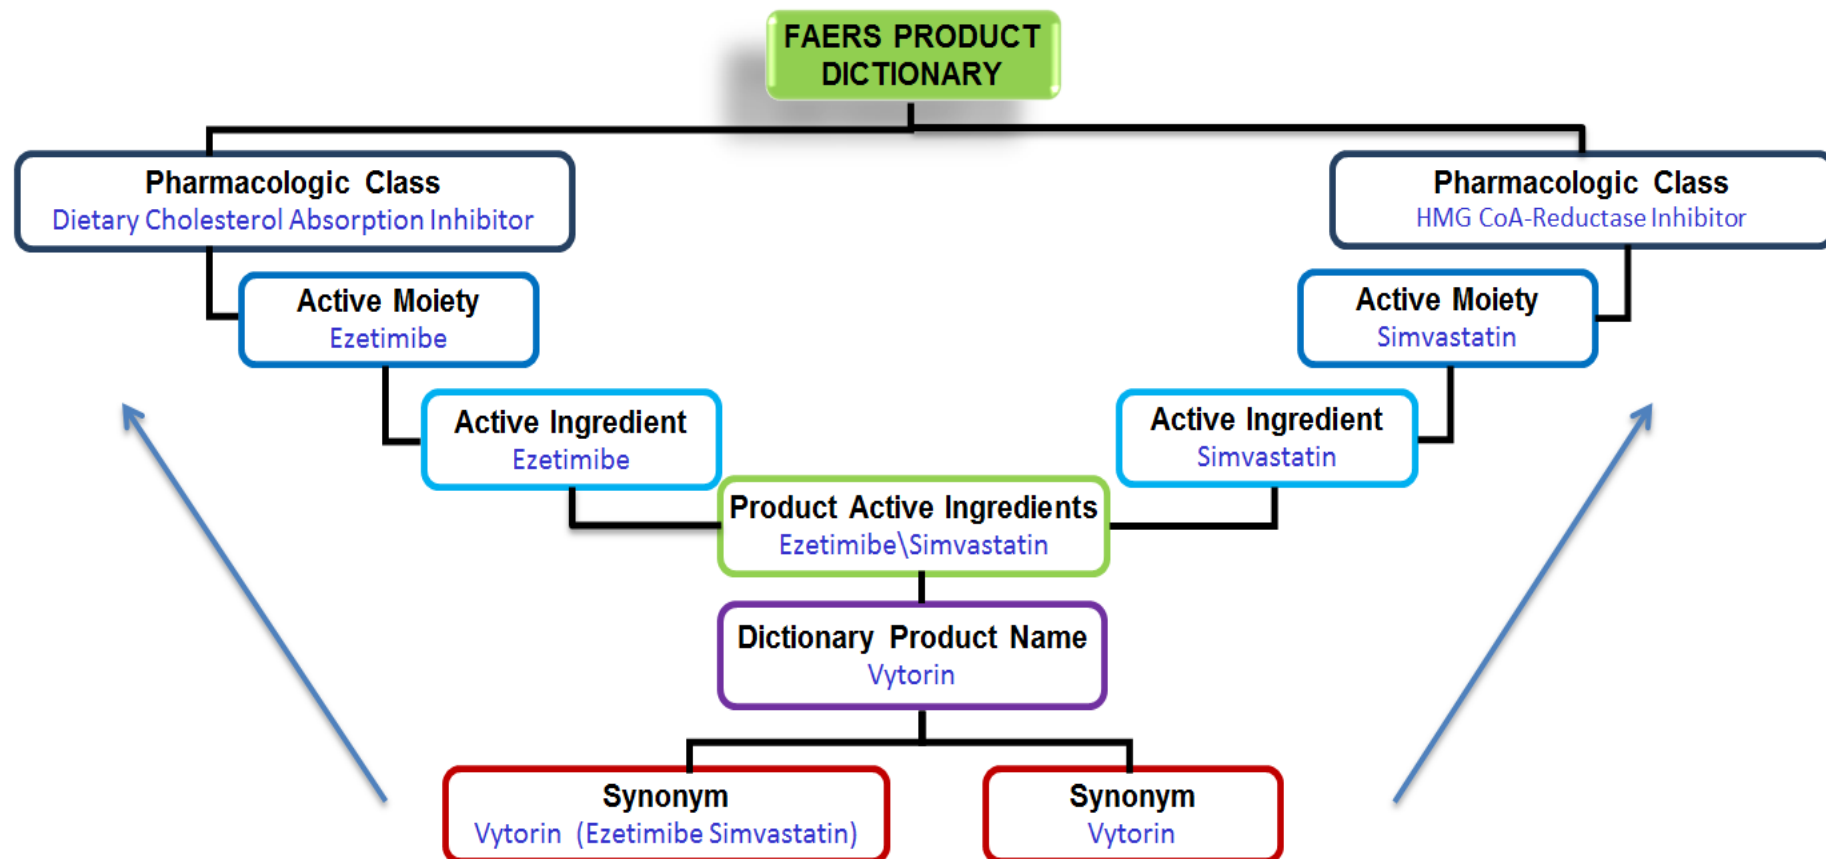 FAERS PRODUCT
DICTIONARY
Pharmacologic Class
Dietary Cholesterol Absorption Inhibitor
Pharmacologic Class
HMG CoA-Reductase Inhibitor
Active Moiety
Ezetimibe
Active Moiety
Simvastatin
Active Ingredient
Ezetimibe
Active Ingredient
Simvastatin
Product Active Ingredients
Ezetimibe\Simvastatin
Dictionary Product Name
Vytorin
Synonym
Vytorin (Ezetimibe Simvastatin)
Synonym
Vytorin